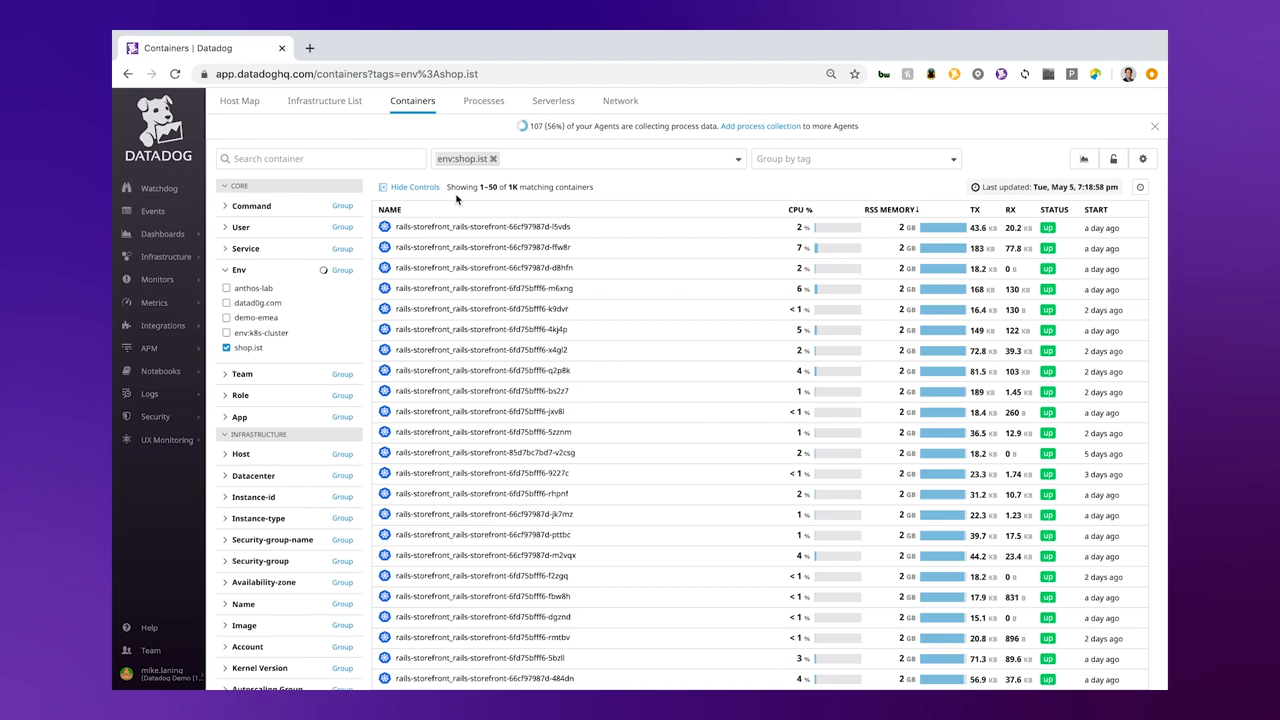 Containers | Datadog
app.datadoghq.com/containers?tags=env%3Ashop.ist
bw
P
DATADOG
Watchdog
Events
Dashboards
Infrastructure
Monitors
Metrics
Integrations
APM
Notebooks
Logs
Security
UX Monitoring
Help
Team
mike.laning
(Datadog Demo (1...
Host Map Infrastructure List Containers Processes Serverless Network
107 (56%) of your Agents are collecting process data. Add process collection to more Agents
Search container
env:shop.ist
Group by tag
CORE
Command Group
User Group
Service Group
Env Group
anthos-lab
datad0g.com
demo-emea
env:k8s-cluster
shop.ist
Team Group
Role Group
App Group
INFRASTRUCTURE
Host Group
Datacenter Group
Instance-id Group
Instance-type Group
Security-group-name Group
Security-group Group
Availability-zone Group
Name Group
Image Group
Account Group
Kernel Version Group
Autoscaling Group Group
Hide Controls Showing 1–50 of 1K matching containers
Last updated: Tue, May 5, 7:18:58 pm
NAME CPU % RSS MEMORY↓ TX RX STATUS START
rails-storefront_rails-storefront-66cf97987d-l5vds 2 % 2 GB 43.6 KB 20.2 KB up a day ago
rails-storefront_rails-storefront-66cf97987d-ffw8r 7 % 2 GB 183 KB 77.8 KB up a day ago
rails-storefront_rails-storefront-66cf97987d-d8hfn 2 % 2 GB 18.2 KB 0 B up a day ago
rails-storefront_rails-storefront-6fd75bfff6-m6xng 6 % 2 GB 168 KB 130 KB up a day ago
rails-storefront_rails-storefront-6fd75bfff6-k9dvr < 1 % 2 GB 16.4 KB 130 B up 2 days ago
rails-storefront_rails-storefront-6fd75bfff6-4kj4p 5 % 2 GB 149 KB 122 KB up a day ago
rails-storefront_rails-storefront-6fd75bfff6-x4gl2 2 % 2 GB 72.8 KB 39.3 KB up 2 days ago
rails-storefront_rails-storefront-6fd75bfff6-q2p8k 4 % 2 GB 81.5 KB 103 KB up 2 days ago
rails-storefront_rails-storefront-6fd75bfff6-bs2z7 1 % 2 GB 189 KB 1.45 KB up 2 days ago
rails-storefront_rails-storefront-6fd75bfff6-jxv8l < 1 % 2 GB 18.4 KB 260 B up a day ago
rails-storefront_rails-storefront-6fd75bfff6-5zznm 1 % 2 GB 36.5 KB 12.9 KB up 2 days ago
rails-storefront_rails-storefront-85d7bc7bd7-v2csg 2 % 2 GB 18.2 KB 0 B up 5 days ago
rails-storefront_rails-storefront-6fd75bfff6-9227c < 1 % 2 GB 23.3 KB 1.74 KB up 3 days ago
rails-storefront_rails-storefront-6fd75bfff6-rhpnf 2 % 2 GB 31.2 KB 10.7 KB up a day ago
rails-storefront_rails-storefront-66cf97987d-jk7mz 1 % 2 GB 22.3 KB 1.23 KB up a day ago
rails-storefront_rails-storefront-66cf97987d-pttbc 1 % 2 GB 39.7 KB 17.5 KB up a day ago
rails-storefront_rails-storefront-66cf97987d-m2vqx 4 % 2 GB 44.2 KB 23.4 KB up a day ago
rails-storefront_rails-storefront-6fd75bfff6-f2zgq < 1 % 2 GB 18.2 KB 0 B up 2 days ago
rails-storefront_rails-storefront-6fd75bfff6-fbw8h < 1 % 2 GB 17.9 KB 831 B up a day ago
rails-storefront_rails-storefront-6fd75bfff6-dgznd < 1 % 2 GB 15.1 KB 0 B up a day ago
rails-storefront_rails-storefront-6fd75bfff6-rmtbv < 1 % 2 GB 20.8 KB 896 B up 2 days ago
rails-storefront_rails-storefront-6fd75bfff6-5bzll 3 % 2 GB 71.3 KB 89.6 KB up a day ago
rails-storefront_rails-storefront-66cf97987d-484dn 4 % 2 GB 56.9 KB 37.6 KB up a day ago